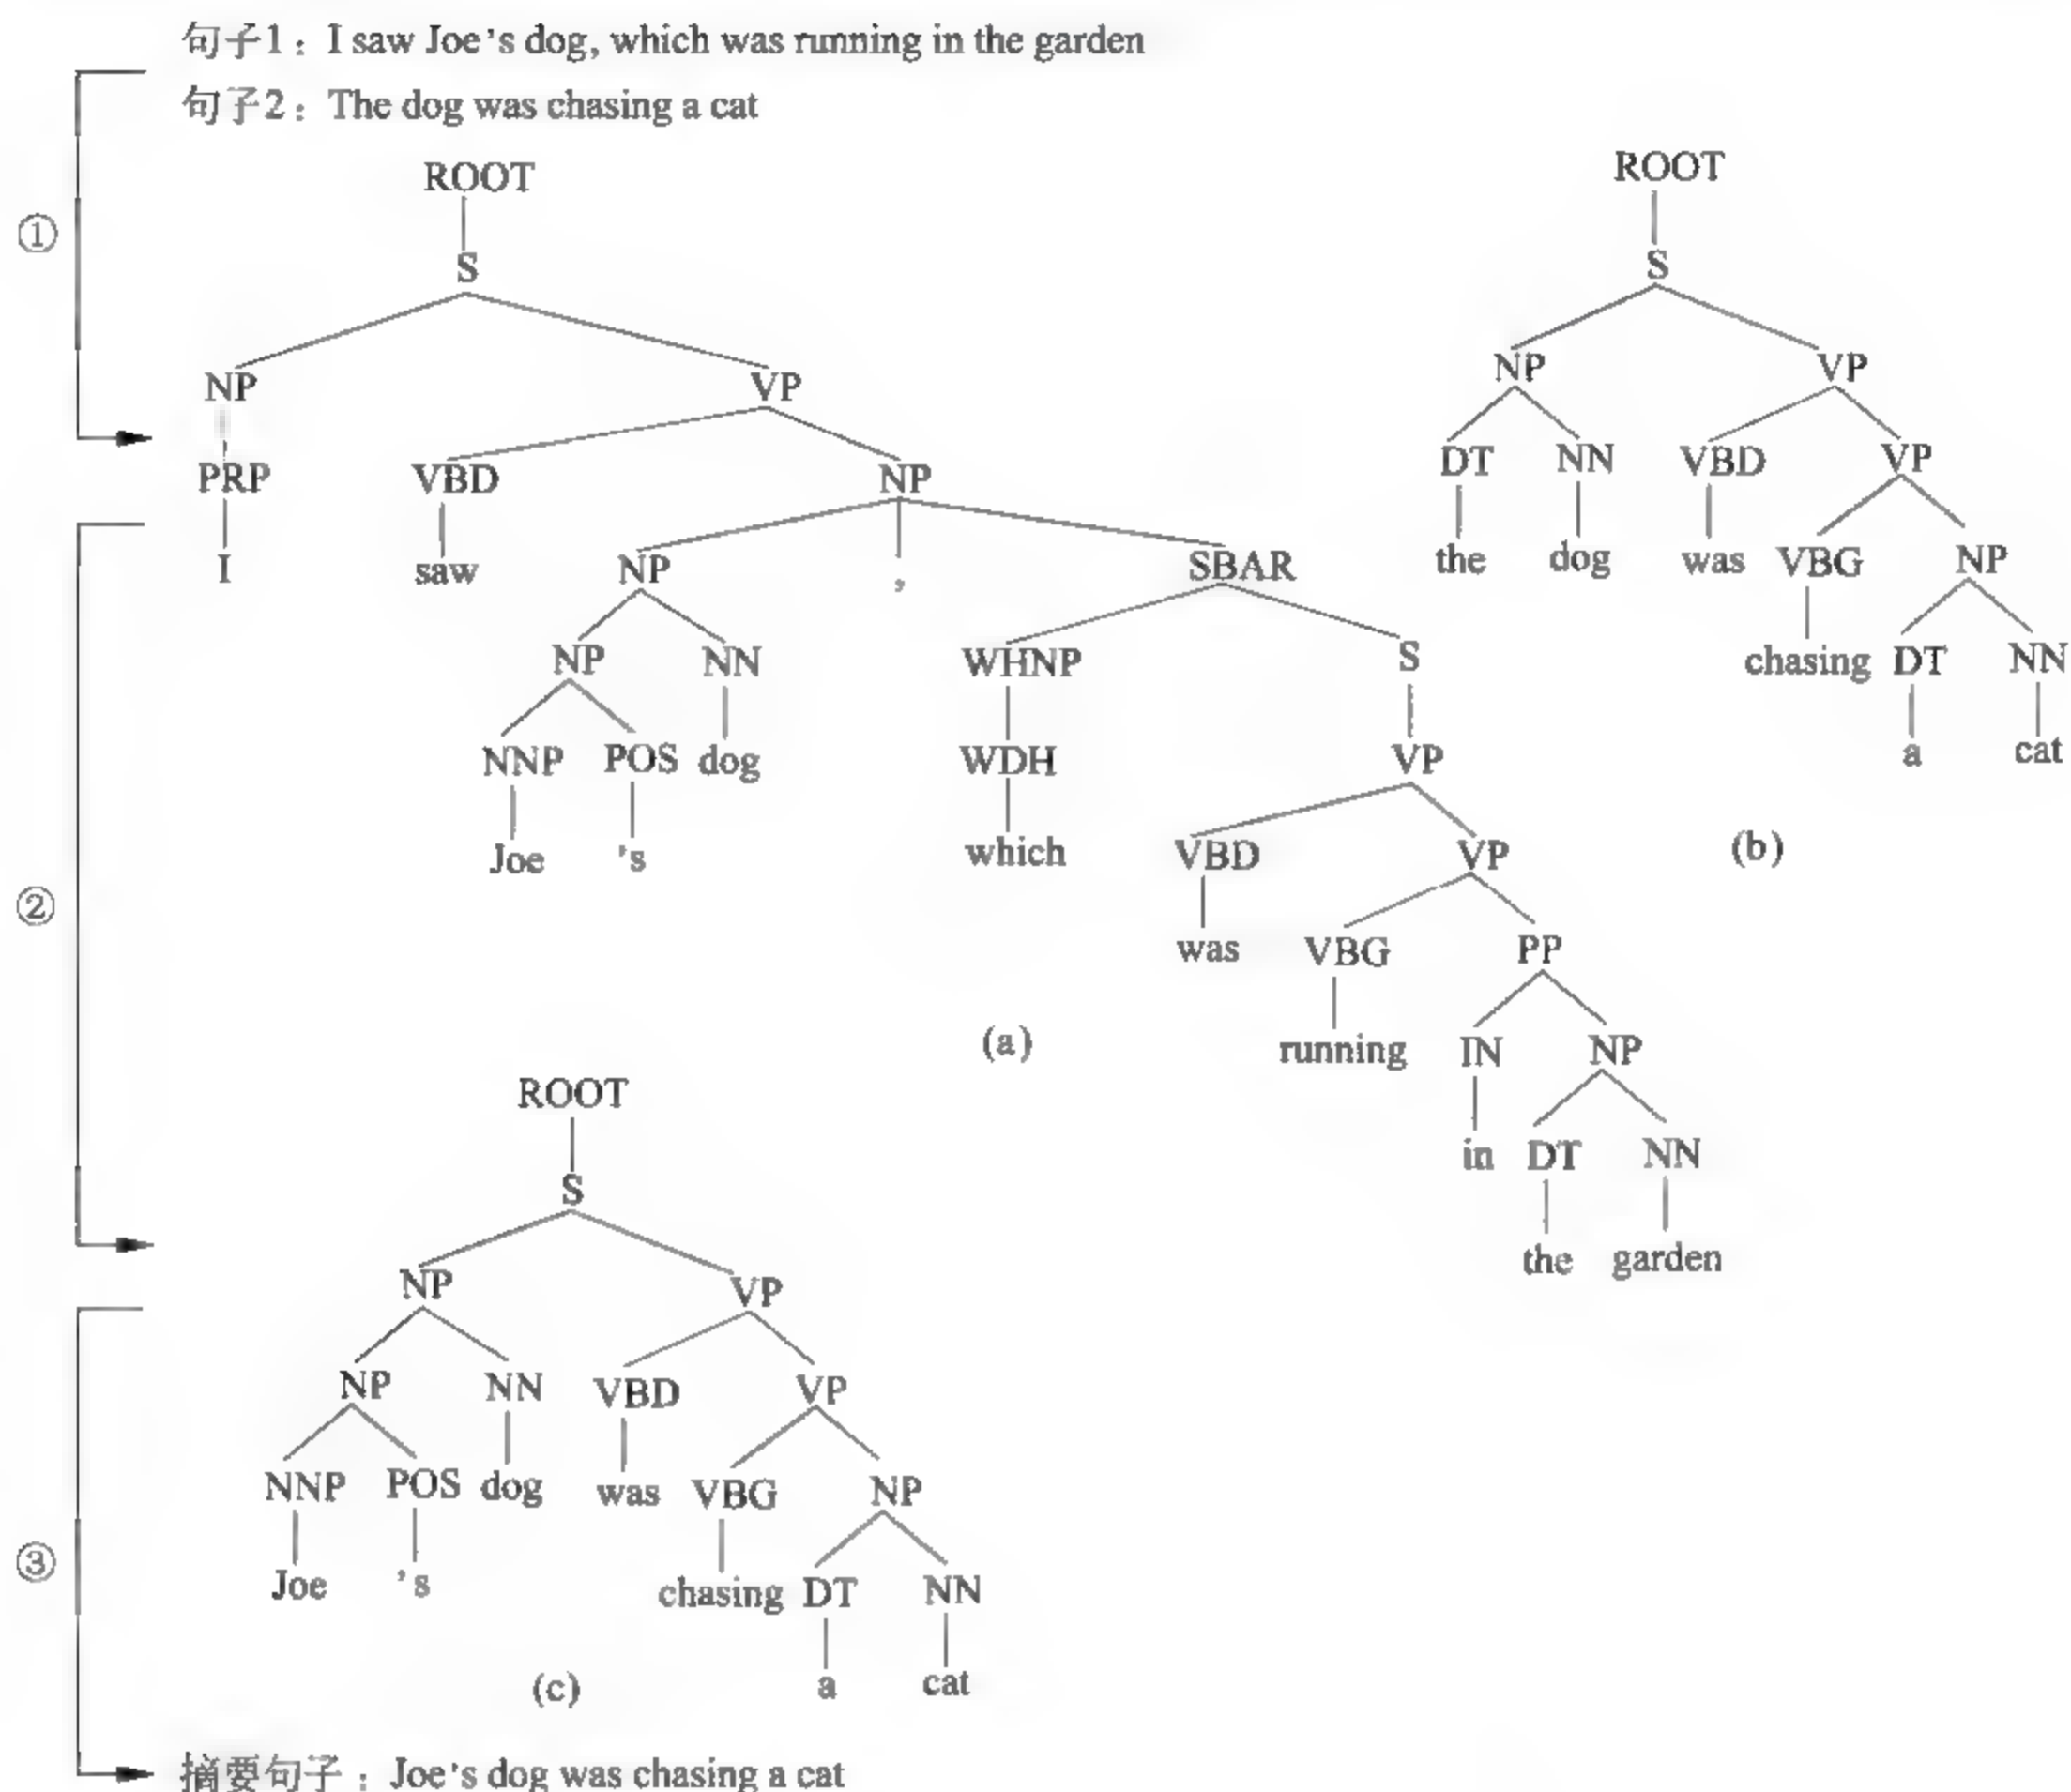 句子1：I saw Joe's dog, which was running in the garden
句子2：The dog was chasing a cat
①
ROOT
S
NP VP
PRP VBD NP
I saw NP , SBAR
NP NN WHNP S
NNP POS dog WDH VP
Joe 's which VBD VP
was VBG PP
running IN NP
in DT NN
the garden
(a)
ROOT
S
NP VP
DT NN VBD VP
the dog was VBG NP
chasing DT NN
a cat
(b)
②
ROOT
S
NP VP
NP NN VBD VP
NNP POS dog was VBG NP
Joe 's chasing DT NN
a cat
(c)
③
摘要句子：Joe's dog was chasing a cat